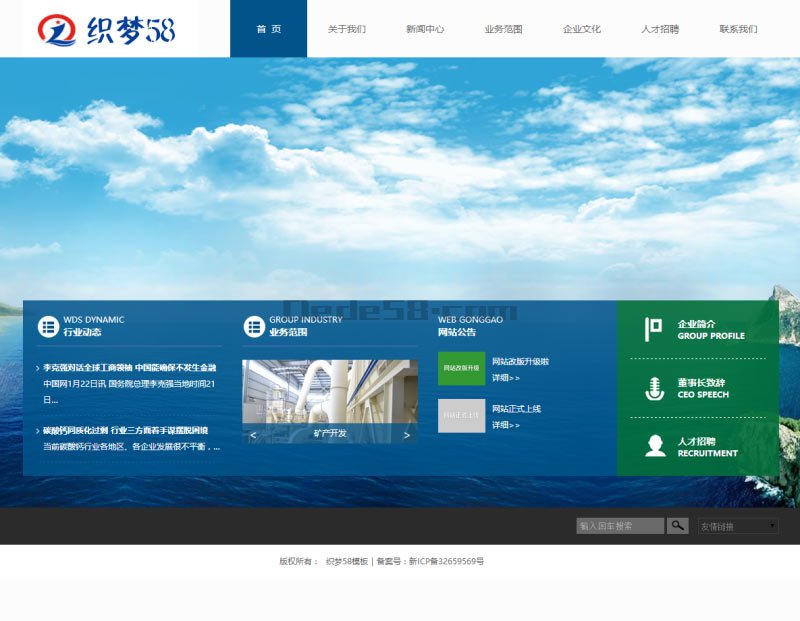 织梦58
首 页
关于我们
新闻中心
业务范围
企业文化
人才招聘
联系我们
Dede58.com
WDS DYNAMIC
行业动态
李克强对话全球工商领袖 中国能确保不发生金融
中国网1月22日讯 国务院总理李克强当地时间21
日...
碳酸钙同质化过剩 行业三方面着手谋摆脱困境
当前碳酸钙行业各地区、各企业发展很不平衡，...
GROUP INDUSTRY
业务范围
<
矿产开发
>
WEB GONGGAO
网站公告
网站改版升级
网站改版升级啦
详细>>
网站正式上线
网站正式上线
详细>>
企业简介
GROUP PROFILE
董事长致辞
CEO SPEECH
人才招聘
RECRUITMENT
输入回车搜索
友情链接
版权所有： 织梦58模板 | 备案号：新ICP备32659569号